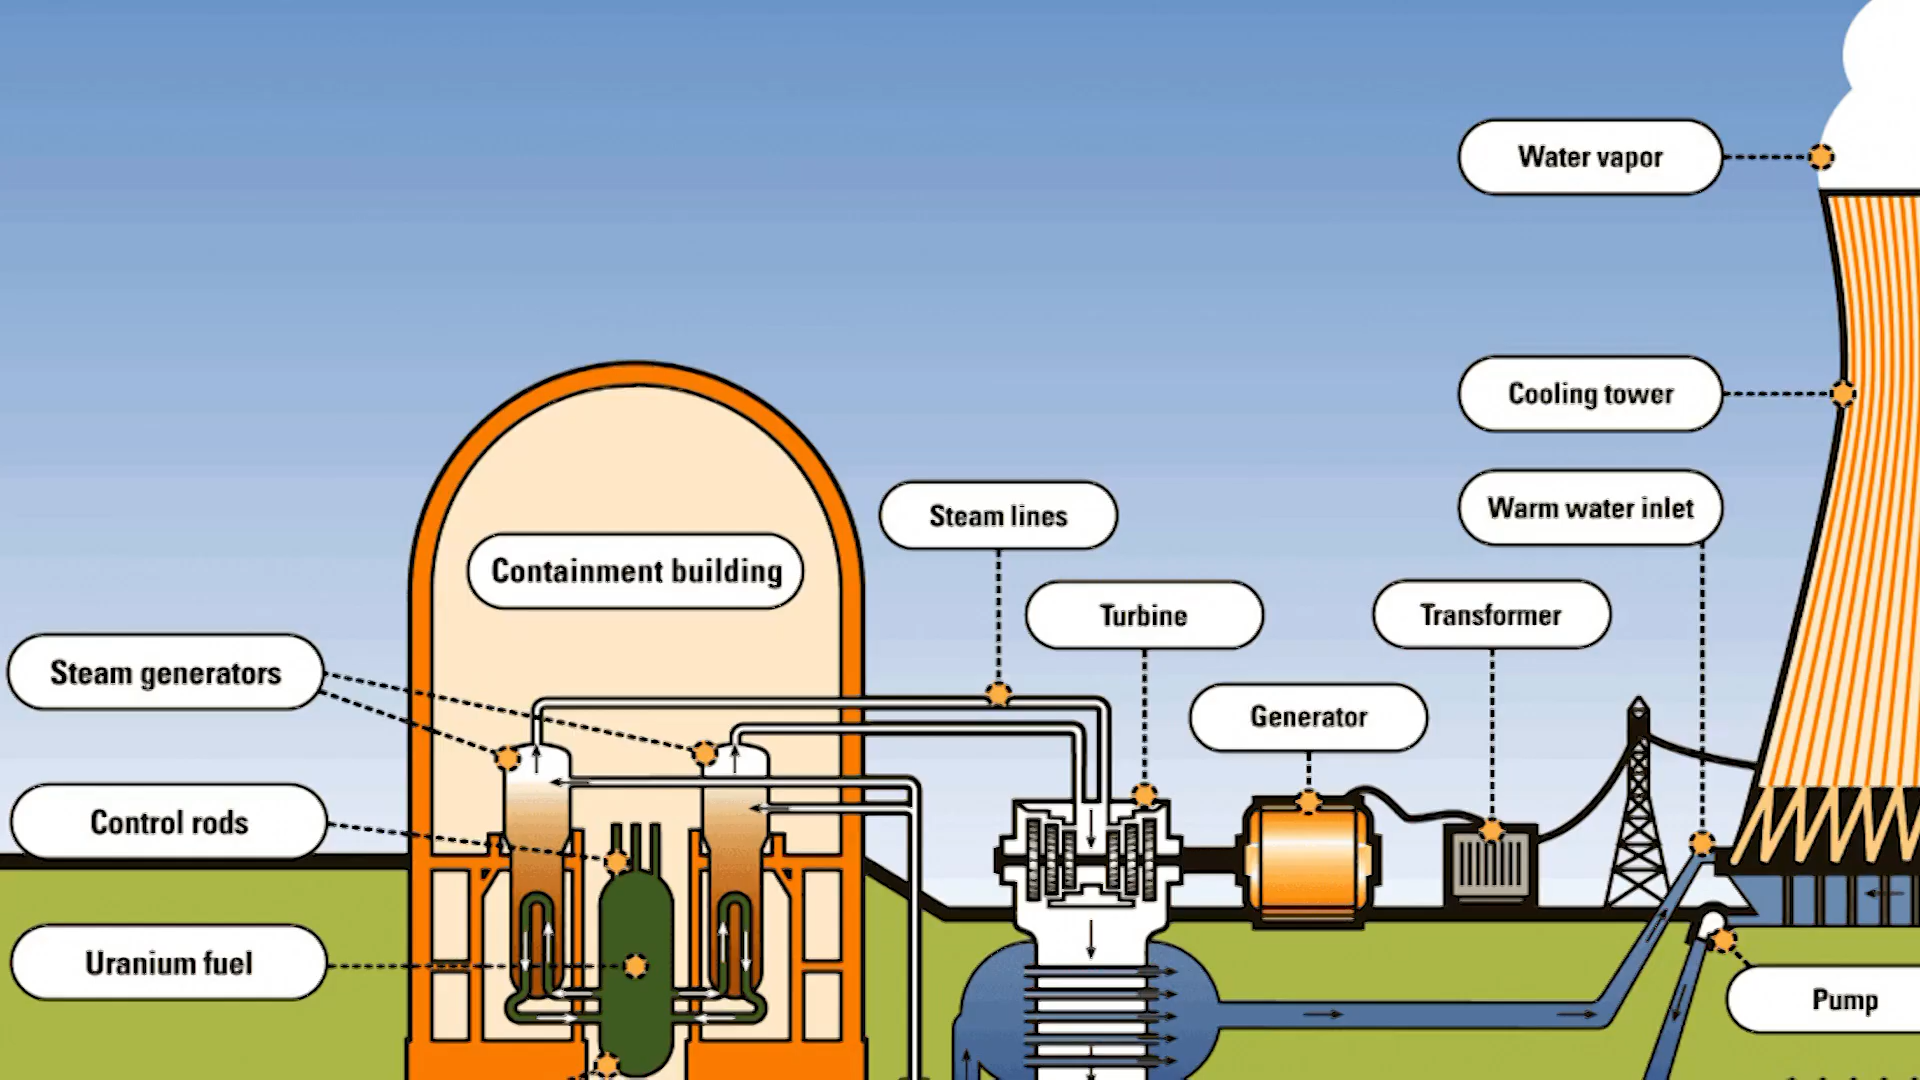 Water vapor
Cooling tower
Warm water inlet
Steam lines
Containment building
Turbine
Transformer
Steam generators
Generator
Control rods
Uranium fuel
Pump